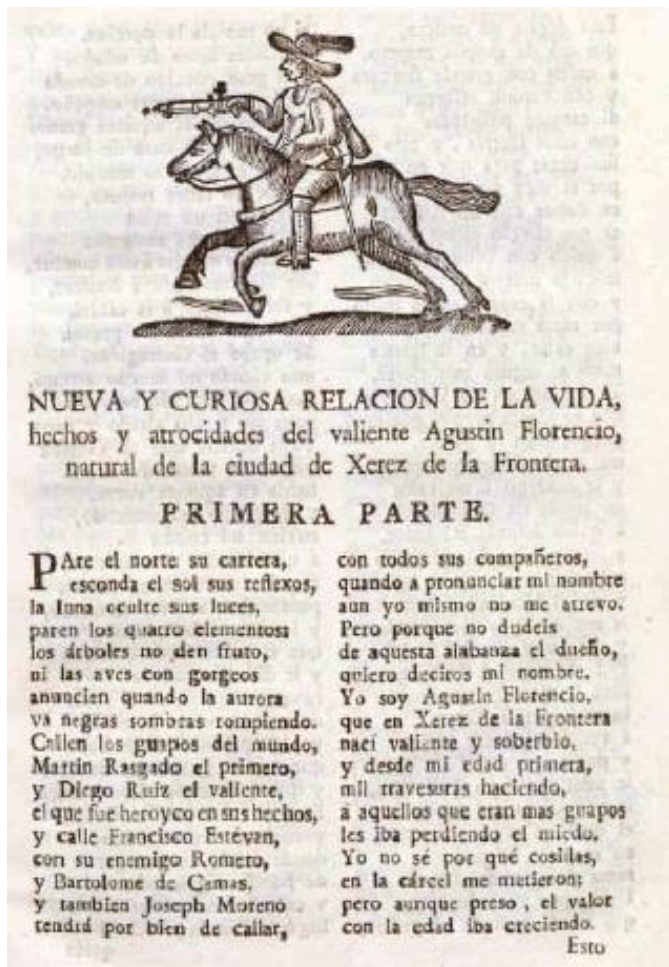 NUEVA Y CURIOSA RELACION DE LA VIDA,
hechos y atrocidades del valiente Agustin Florencio,
natural de la ciudad de Xerez de la Frontera.
PRIMERA PARTE.
PAre el norte su carrera,
esconda el sol sus reflexos,
la luna oculte sus luces,
paren los quatro elementos:
los árboles no den fruto,
ni las aves con gorgeos
anuncien quando la aurora
va negras sombras rompiendo.
Callen los guapos del mundo,
Martin Rasgado el primero,
y Diego Ruiz el valiente,
el que fue heroyco en sus hechos,
y calle Francisco Estévan,
con su enemigo Romero,
y Bartolomé de Camas,
y tambien Joseph Moreno
tendrá por bien de callar,
con todos sus compañeros,
quando a pronunciar mi nombre
aun yo mismo no me atrevo.
Pero porque no dudeis
de aquesta alabanza el dueño,
quiero deciros mi nombre.
Yo soy Agustin Florencio,
que en Xerez de la Frontera
nací valiente y soberbio,
y desde mi edad primera,
mil travesuras haciendo,
a aquellos que eran mas guapos
les iba perdiendo el miedo.
Yo no sé por qué cosillas,
en la cárcel me metieron;
pero aunque preso, el valor
con la edad iba creciendo.
Esto